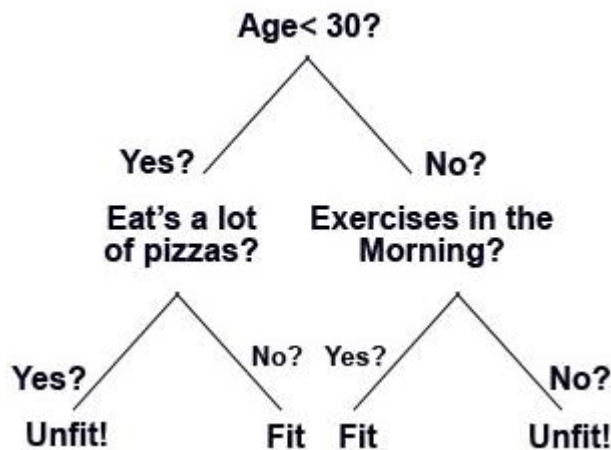 Age< 30?
Yes?
No?
Eat's a lot
of pizzas?
Exercises in the
Morning?
Yes?
No?
Yes?
No?
Unfit!
Fit
Fit
Unfit!